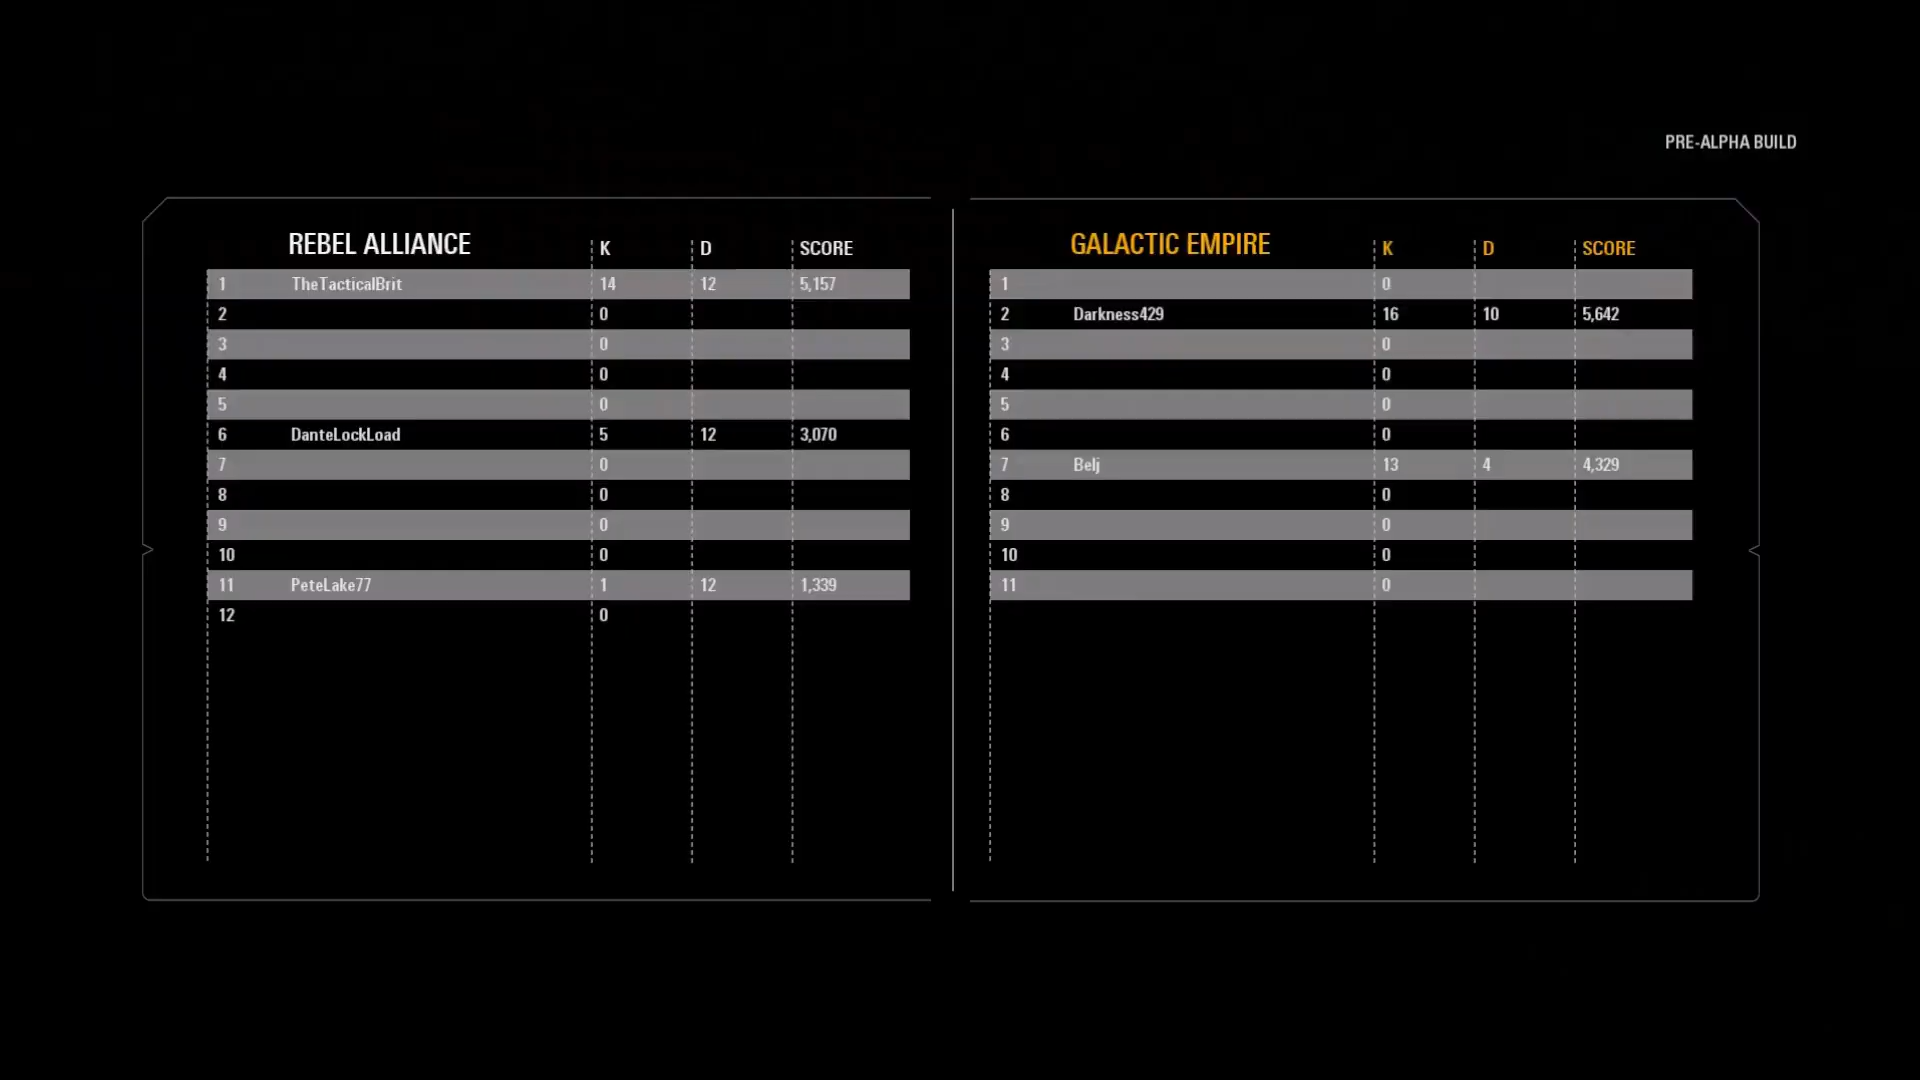 PRE-ALPHA BUILD
REBEL ALLIANCE K D SCORE
1 TheTacticalBrit 14 12 5,157
2 0
3 0
4 0
5 0
6 DanteLockLoad 5 12 3,070
7 0
8 0
9 0
10 0
11 PeteLake77 1 12 1,339
12 0
GALACTIC EMPIRE K D SCORE
1 0
2 Darkness429 16 10 5,642
3 0
4 0
5 0
6 0
7 Belj 13 4 4,329
8 0
9 0
10 0
11 0